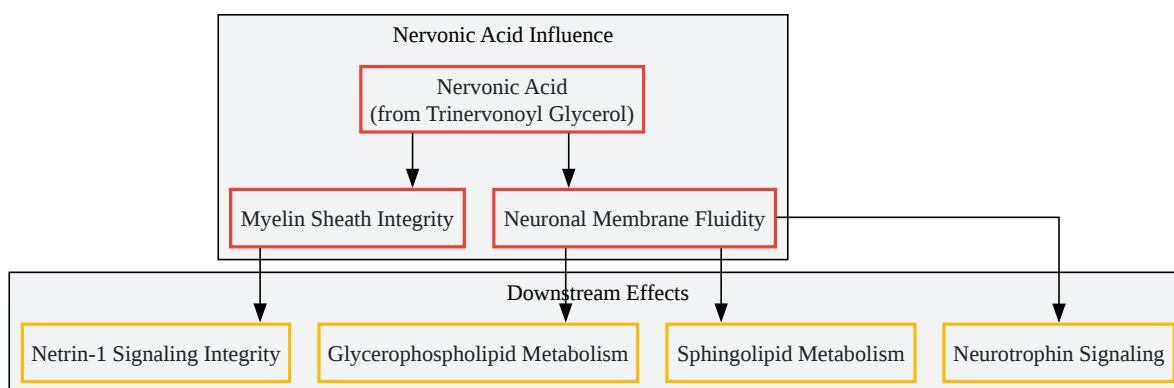 Nervonic Acid Influence
Nervonic Acid
(from Trinervonoyl Glycerol)
Myelin Sheath Integrity
Neuronal Membrane Fluidity
Downstream Effects
Netrin-1 Signaling Integrity
Glycerophospholipid Metabolism
Sphingolipid Metabolism
Neurotrophin Signaling